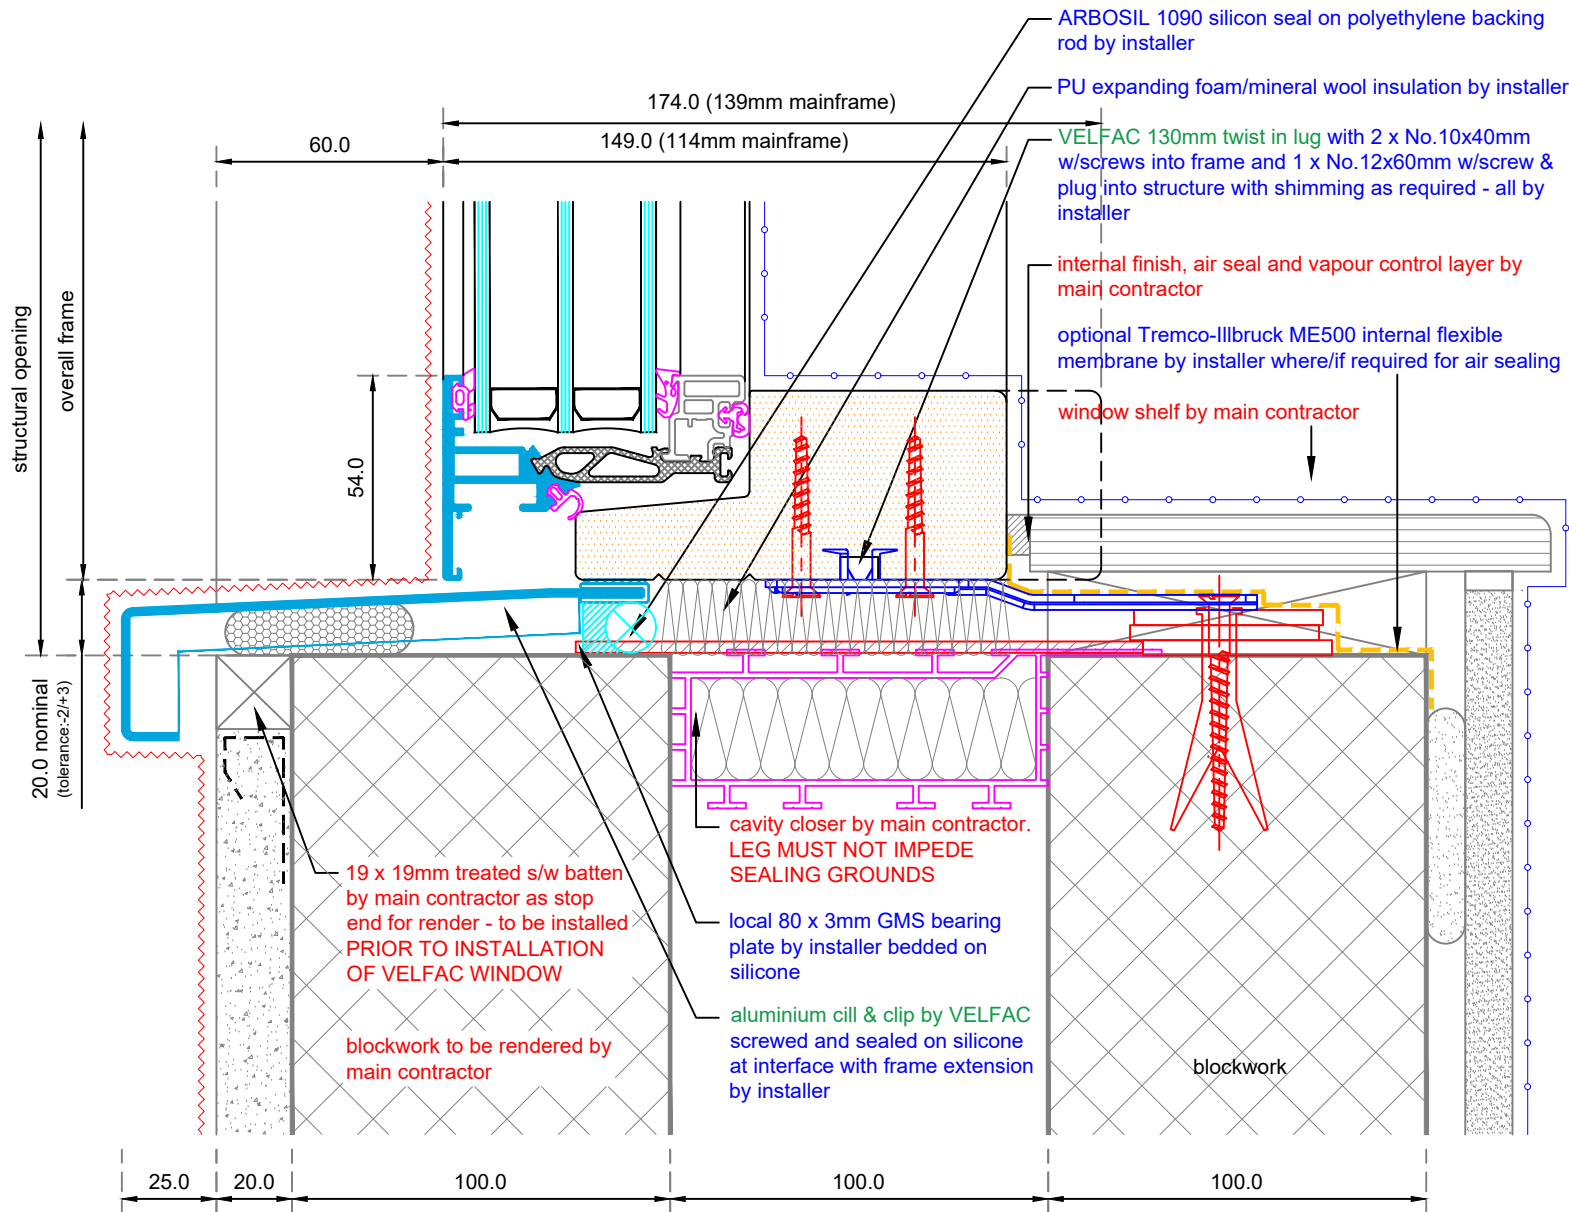 ARBOSIL 1090 silicon seal on polyethylene backing
rod by installer
PU expanding foam/mineral wool insulation by installer
174.0 (139mm mainframe)
149.0 (114mm mainframe)
60.0
VELFAC 130mm twist in lug with 2 x No.10x40mm
w/screws into frame and 1 x No.12x60mm w/screw &
plug into structure with shimming as required - all by
installer
internal finish, air seal and vapour control layer by
main contractor
optional Tremco-Illbruck ME500 internal flexible
membrane by installer where/if required for air sealing
window shelf by main contractor
structural opening
overall frame
54.0
20.0 nominal
(tolerance:-2/+3)
cavity closer by main contractor.
LEG MUST NOT IMPEDE
SEALING GROUNDS
19 x 19mm treated s/w batten
by main contractor as stop
end for render - to be installed
PRIOR TO INSTALLATION
OF VELFAC WINDOW
local 80 x 3mm GMS bearing
plate by installer bedded on
silicone
aluminium cill & clip by VELFAC
screwed and sealed on silicone
at interface with frame extension
by installer
blockwork to be rendered by
main contractor
blockwork
25.0
20.0
100.0
100.0
100.0